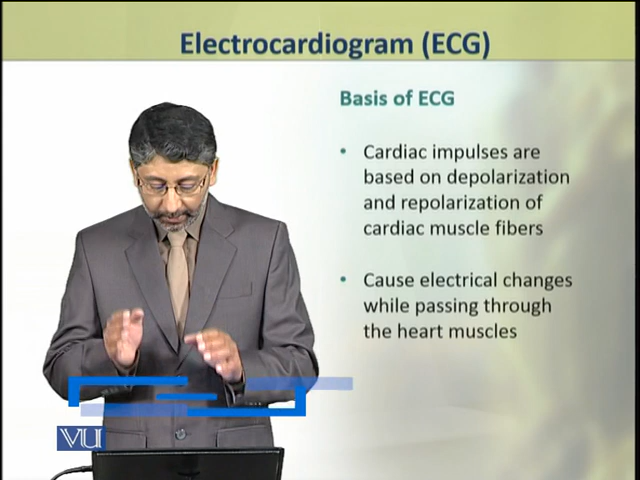 Electrocardiogram (ECG)
Basis of ECG
• Cardiac impulses are
based on depolarization
and repolarization of
cardiac muscle fibers
• Cause electrical changes
while passing through
the heart muscles
VU